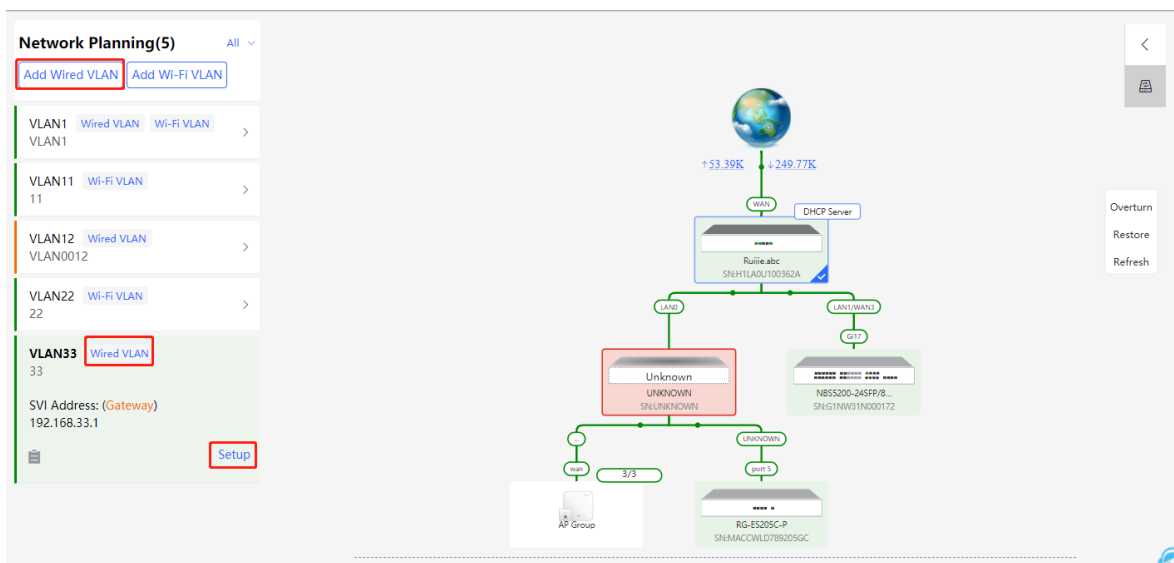 Network Planning(5)
All
Add Wired VLAN
Add Wi-Fi VLAN
VLAN1 Wired VLAN Wi-Fi VLAN
VLAN1
VLAN11 Wi-Fi VLAN
11
VLAN12 Wired VLAN
VLAN0012
VLAN22 Wi-Fi VLAN
22
VLAN33 Wired VLAN
33
SVI Address: (Gateway)
192.168.33.1
Setup
↑53.39K ↓249.77K
WAN
DHCP Server
Ruijie.abc
SN:H1LA0U100362A
LAN0
LAN1/WAN3
Gi17
Unknown
UNKNOWN
SN:UNKNOWN
NBS5200-24SFP/8...
SN:G1NW31N000172
...
UNKNOWN
wan
3/3
port 5
AP Group
RG-ES205C-P
SN:MACCWLD789205GC
Overturn
Restore
Refresh